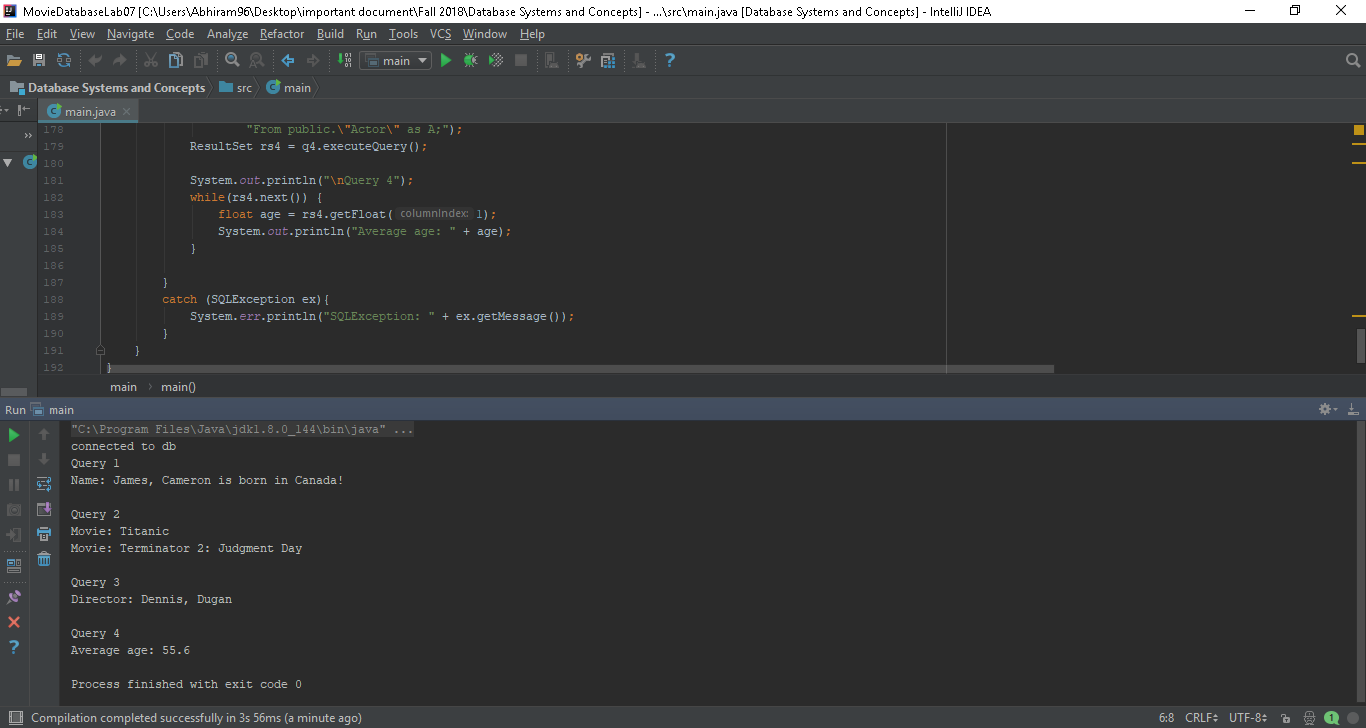 MovieDatabaseLab07 [C:\Users\Abhiram96\Desktop\important document\Fall 2018\Database Systems and Concepts] - ...\src\main.java [Database Systems and Concepts] - IntelliJ IDEA
File Edit View Navigate Code Analyze Refactor Build Run Tools VCS Window Help
main
Database Systems and Concepts src main
main.java
178 "From public.\"Actor\" as A;");
179 ResultSet rs4 = q4.executeQuery();
180
181 System.out.println("\nQuery 4");
182 while(rs4.next()) {
183 float age = rs4.getFloat( columnIndex: 1);
184 System.out.println("Average age: " + age);
185 }
186
187 }
188 catch (SQLException ex){
189 System.err.println("SQLException: " + ex.getMessage());
190 }
191 }
192 }
main › main()
Run main
"C:\Program Files\Java\jdk1.8.0_144\bin\java" ...
connected to db
Query 1
Name: James, Cameron is born in Canada!
Query 2
Movie: Titanic
Movie: Terminator 2: Judgment Day
Query 3
Director: Dennis, Dugan
Query 4
Average age: 55.6
Process finished with exit code 0
Compilation completed successfully in 3s 56ms (a minute ago) 6:8 CRLF UTF-8 1